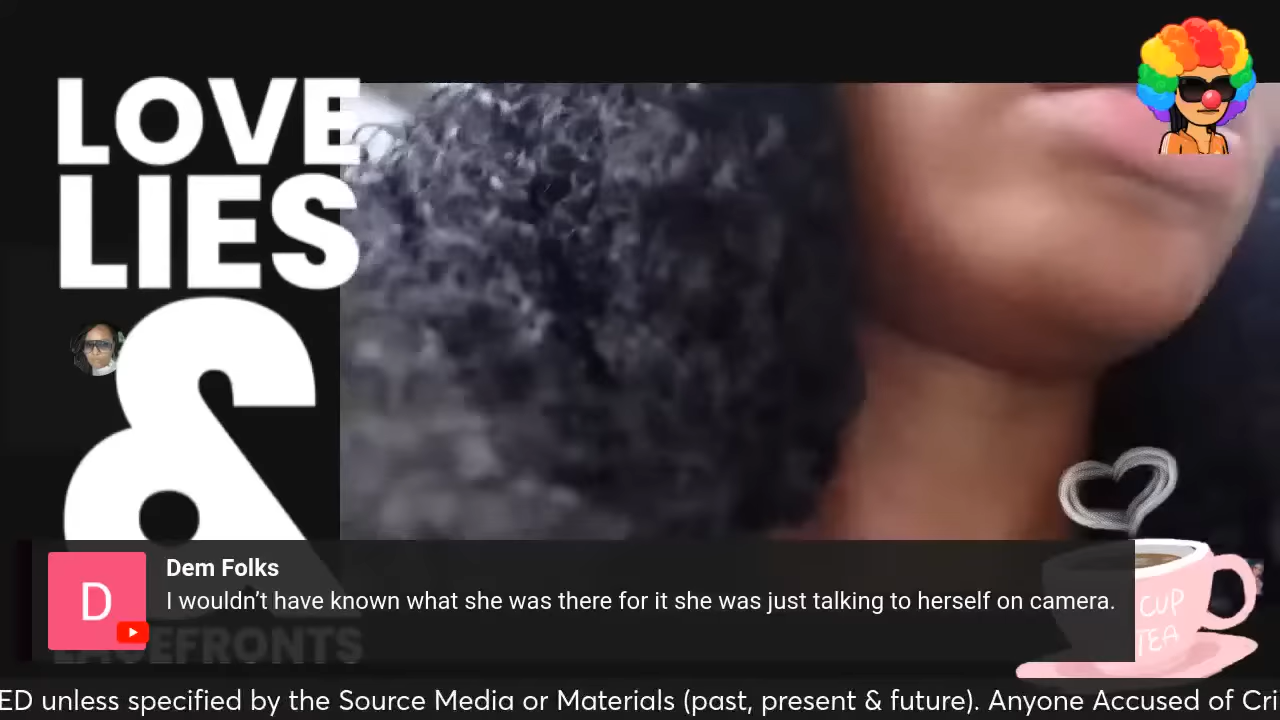 LOVE
LIES
&
LACEFRONTS
D
Dem Folks
I wouldn’t have known what she was there for it she was just talking to herself on camera.
CUP
TEA
ED unless specified by the Source Media or Materials (past, present & future). Anyone Accused of Cri